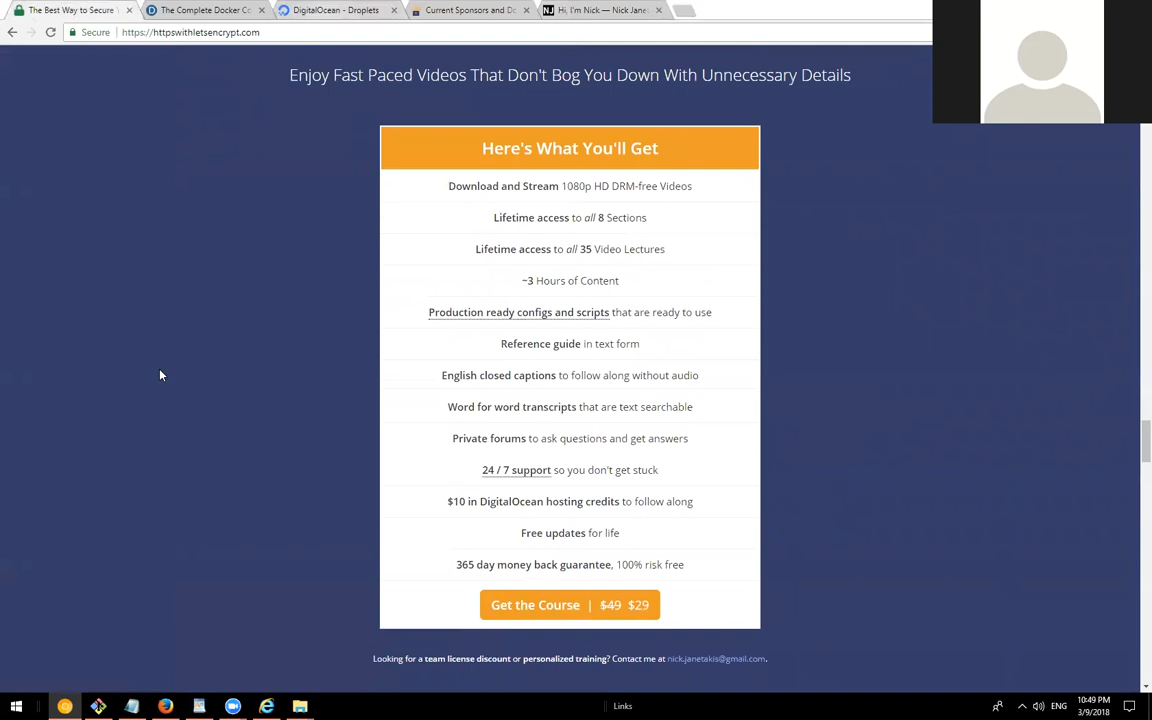 The Best Way to Secure
The Complete Docker Co
DigitalOcean - Droplets
Current Sponsors and Do
NJ Hi, I'm Nick — Nick Jane
Secure https://httpswithletsencrypt.com
Enjoy Fast Paced Videos That Don't Bog You Down With Unnecessary Details
Here's What You'll Get
Download and Stream 1080p HD DRM-free Videos
Lifetime access to all 8 Sections
Lifetime access to all 35 Video Lectures
~3 Hours of Content
Production ready configs and scripts that are ready to use
Reference guide in text form
English closed captions to follow along without audio
Word for word transcripts that are text searchable
Private forums to ask questions and get answers
24 / 7 support so you don't get stuck
$10 in DigitalOcean hosting credits to follow along
Free updates for life
365 day money back guarantee, 100% risk free
Get the Course | $49 $29
Looking for a team license discount or personalized training? Contact me at nick.janetakis@gmail.com.
Links
ENG
10:49 PM
3/9/2018